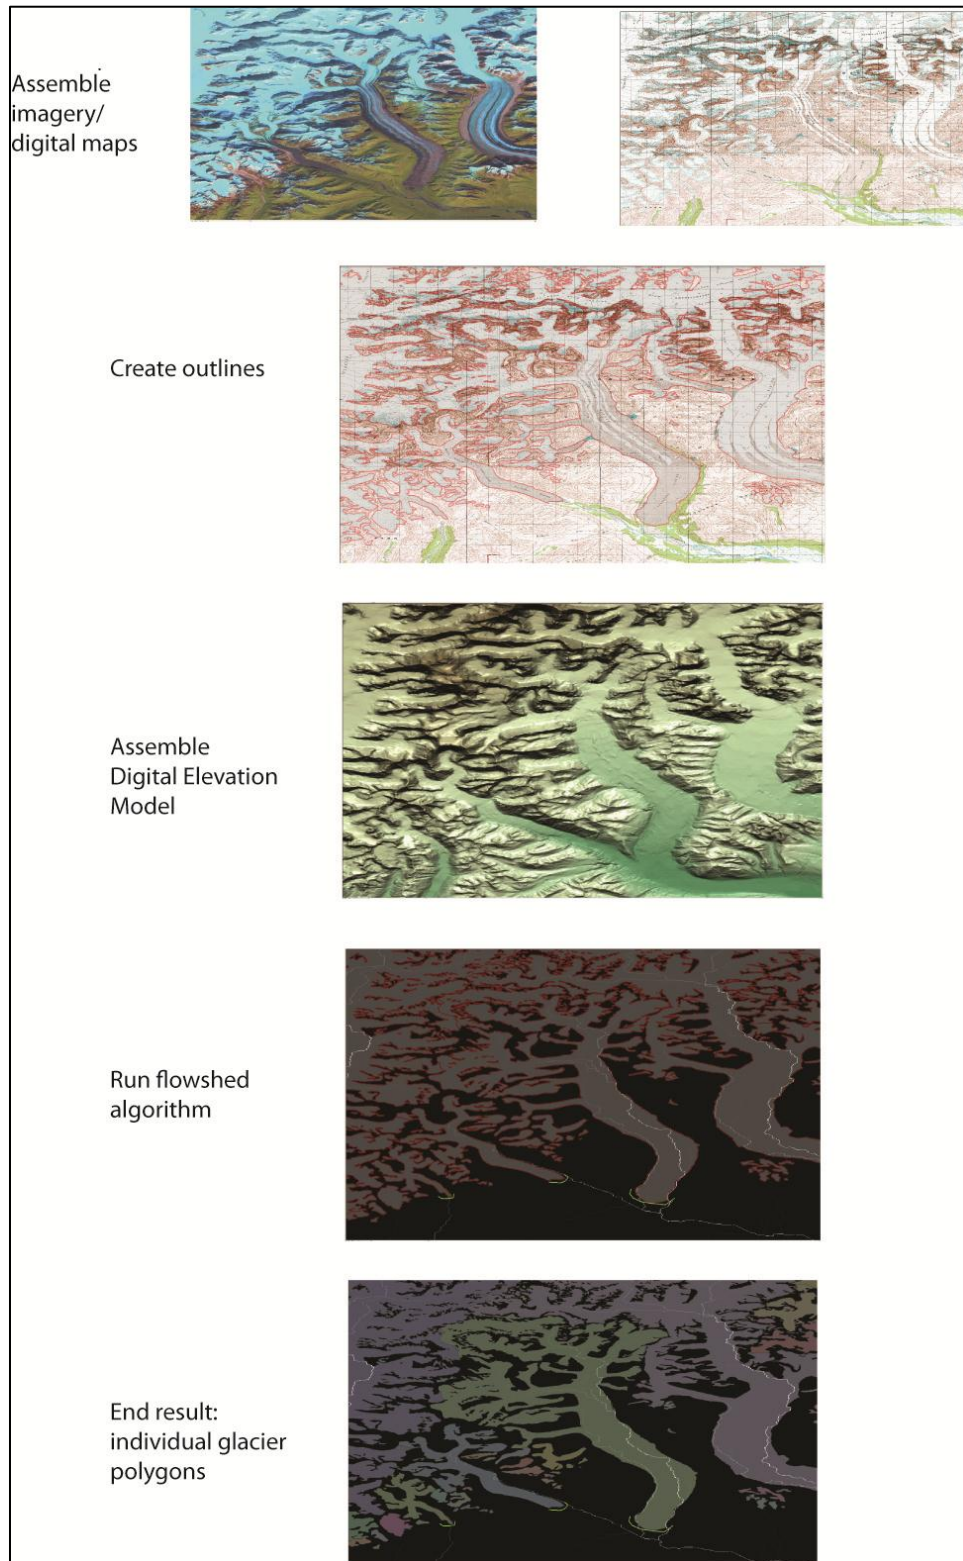 Assemble
imagery/
digital maps
Create outlines
Assemble
Digital Elevation
Model
Run flowshed
algorithm
End result:
individual glacier
polygons